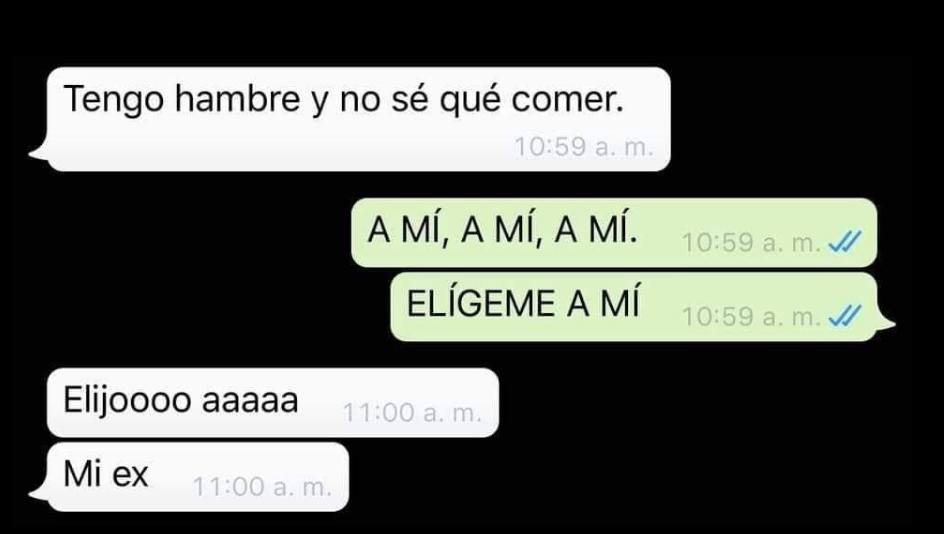 Tengo hambre y no sé qué comer.
10:59 a. m.
A MÍ, A MÍ, A MÍ. 10:59 a. m.
ELÍGEME A MÍ 10:59 a. m.
Elijoooo aaaaa 11:00 a. m.
Mi ex 11:00 a. m.